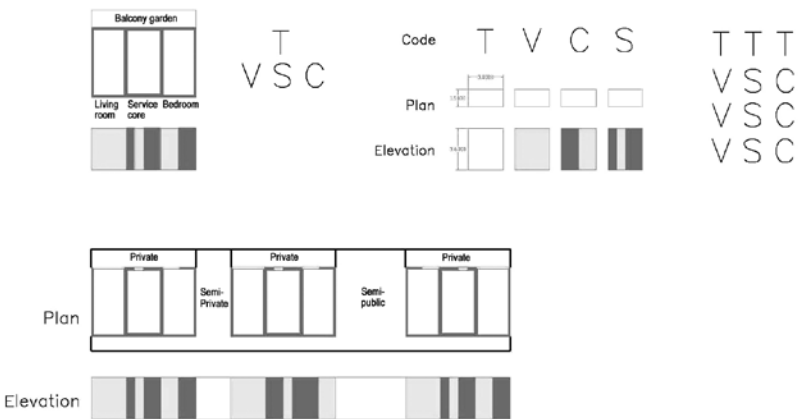 Balcony garden
Living room
Service core
Bedroom
T
V S C
Code T V C S
Plan
Elevation
T T T
V S C
V S C
V S C
Private Private Private
Semi-Private
Semi-public
Plan
Elevation